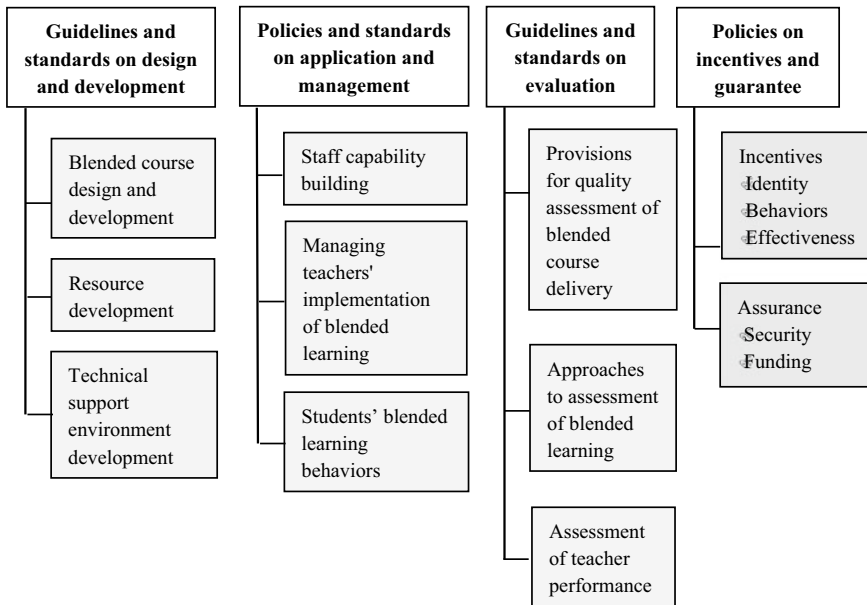 Guidelines and
standards on design
and development
Blended course
design and
development
Resource
development
Technical
support
environment
development
Policies and standards
on application and
management
Staff capability
building
Managing
teachers'
implementation
of blended
learning
Students’ blended
learning
behaviors
Guidelines and
standards on
evaluation
Provisions
for quality
assessment of
blended
course
delivery
Approaches
to assessment
of blended
learning
Assessment
of teacher
performance
Policies on
incentives and
guarantee
Incentives
Identity
Behaviors
Effectiveness
Assurance
Security
Funding